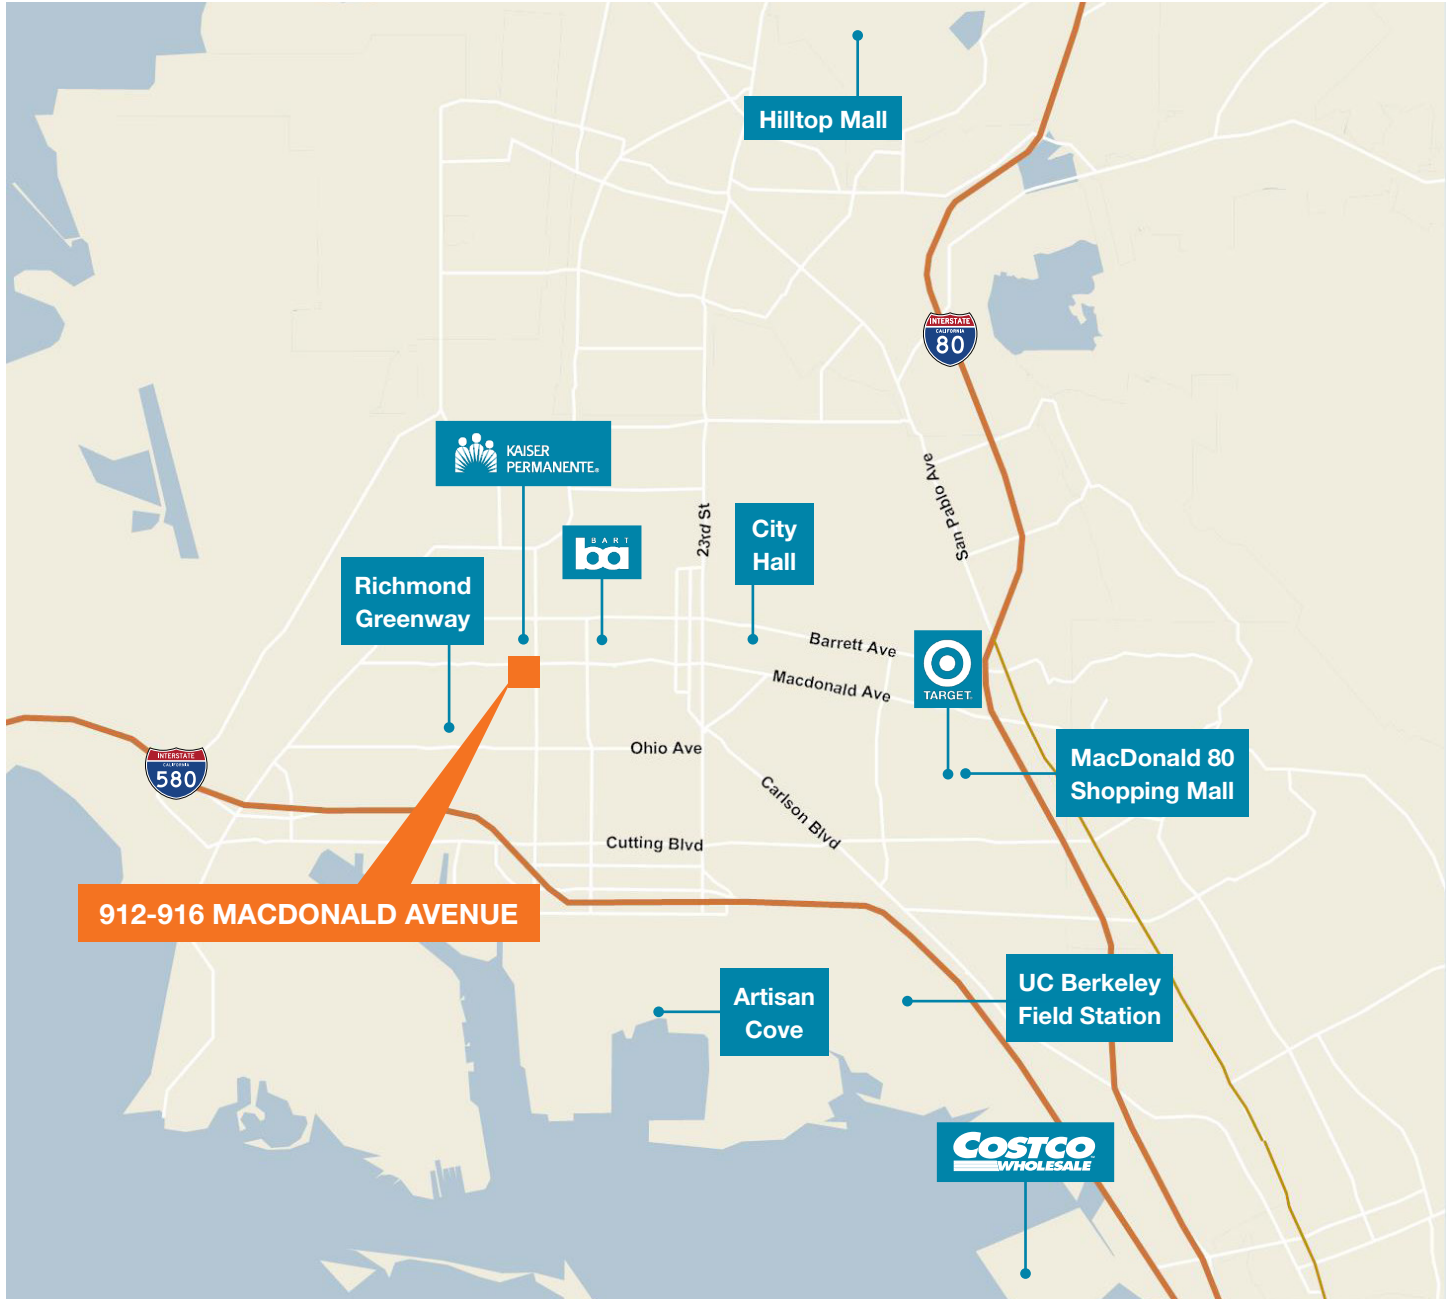 Hilltop Mall
INTERSTATE
CALIFORNIA
80
KAISER
PERMANENTE®
San Pablo Ave
23rd St
City
Hall
BART
ba
Richmond
Greenway
Barrett Ave
TARGET.
Macdonald Ave
Ohio Ave
INTERSTATE
CALIFORNIA
580
MacDonald 80
Shopping Mall
Carlson Blvd
Cutting Blvd
912-916 MACDONALD AVENUE
UC Berkeley
Field Station
Artisan
Cove
COSTCO
WHOLESALE